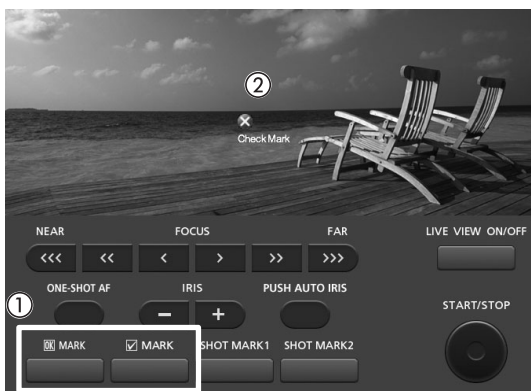 ②
Check Mark
NEAR FOCUS FAR LIVE VIEW ON/OFF
<<< << < > >> >>>
ONE-SHOT AF IRIS PUSH AUTO IRIS
− +
START/STOP
①
OK MARK ☑ MARK SHOT MARK1 SHOT MARK2